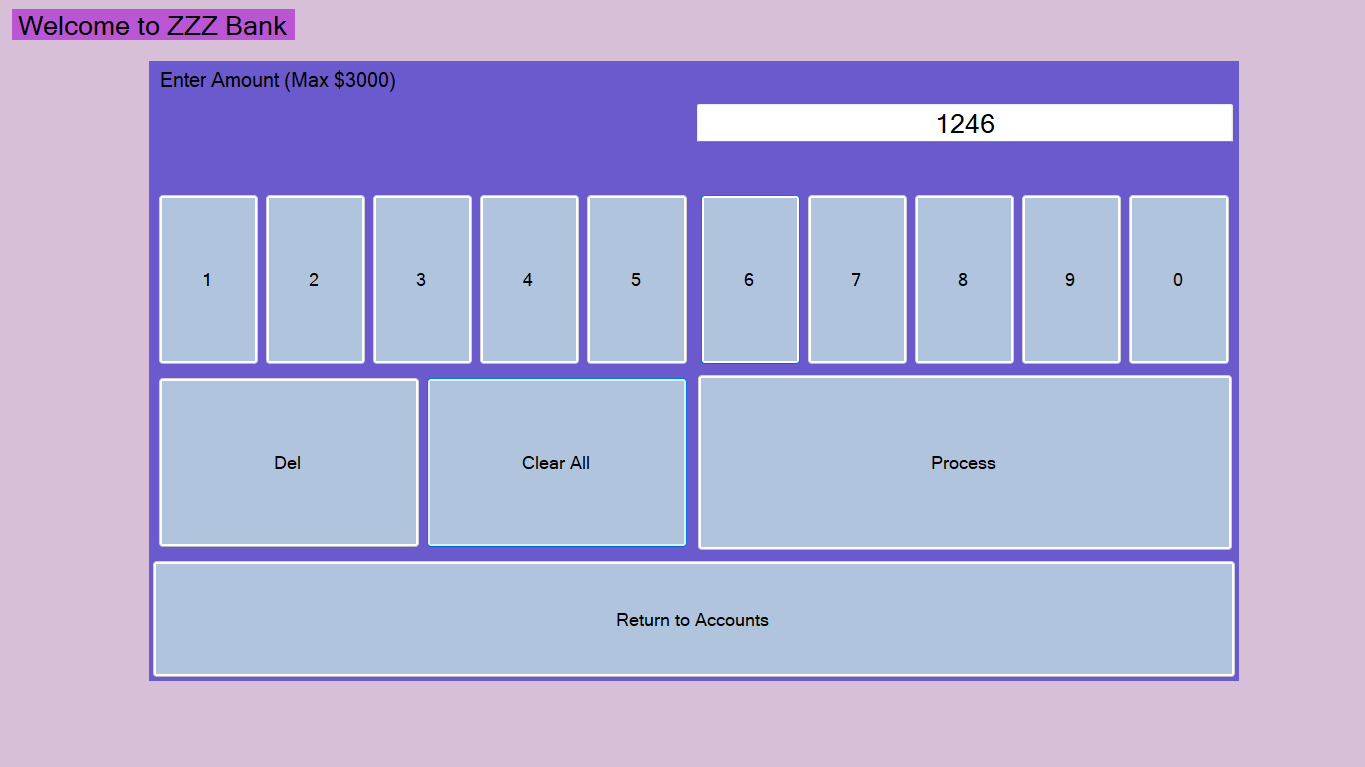 Welcome to ZZZ Bank
Enter Amount (Max $3000)
1246
1 2 3 4 5 6 7 8 9 0
Del Clear All Process
Return to Accounts